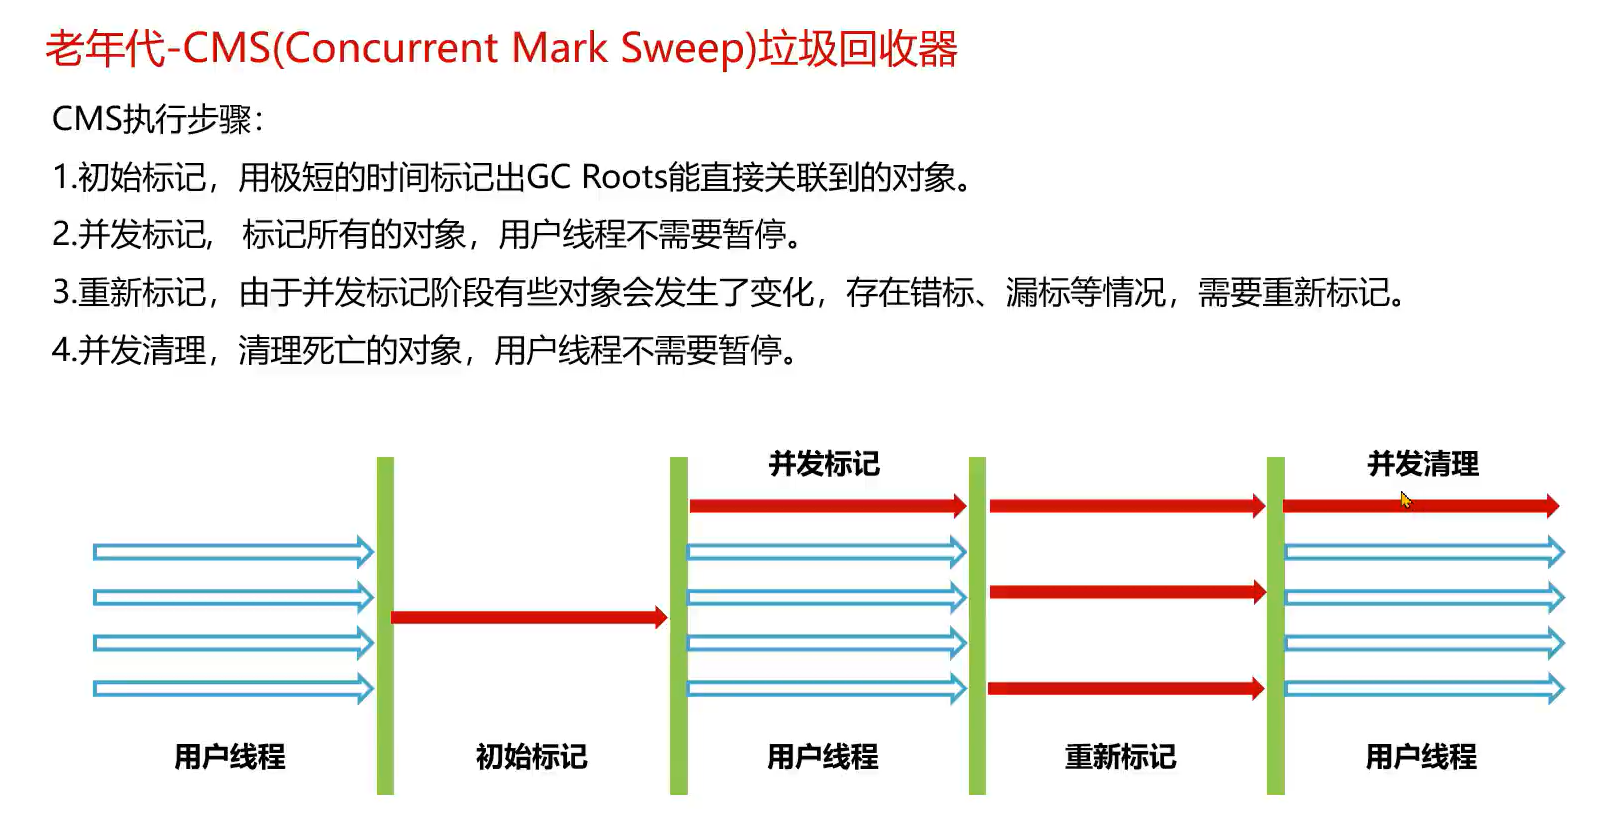 老年代-CMS(Concurrent Mark Sweep)垃圾回收器
CMS执行步骤：
1.初始标记，用极短的时间标记出GC Roots能直接关联到的对象。
2.并发标记， 标记所有的对象，用户线程不需要暂停。
3.重新标记，由于并发标记阶段有些对象会发生了变化，存在错标、漏标等情况，需要重新标记。
4.并发清理，清理死亡的对象，用户线程不需要暂停。
并发标记
并发清理
用户线程
初始标记
用户线程
重新标记
用户线程